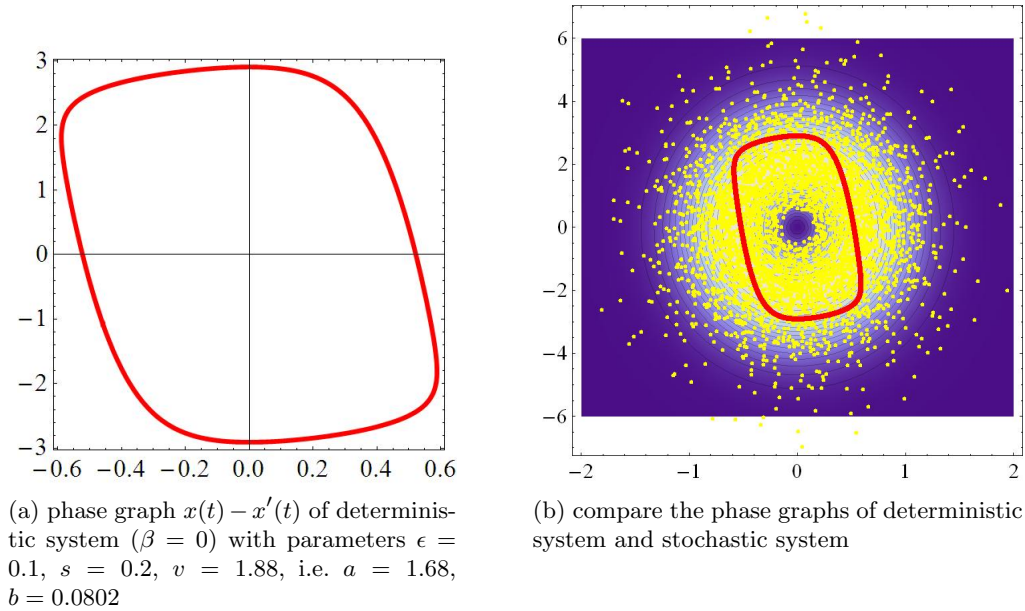 3
2
1
0
−1
−2
−3
−0.6 −0.4 −0.2 0.0 0.2 0.4 0.6
(a) phase graph x(t) − x′(t) of determinis-
tic system (β = 0) with parameters ϵ =
0.1, s = 0.2, v = 1.88, i.e. a = 1.68,
b = 0.0802
6
4
2
0
−2
−4
−6
−2 −1 0 1 2
(b) compare the phase graphs of deterministic
system and stochastic system